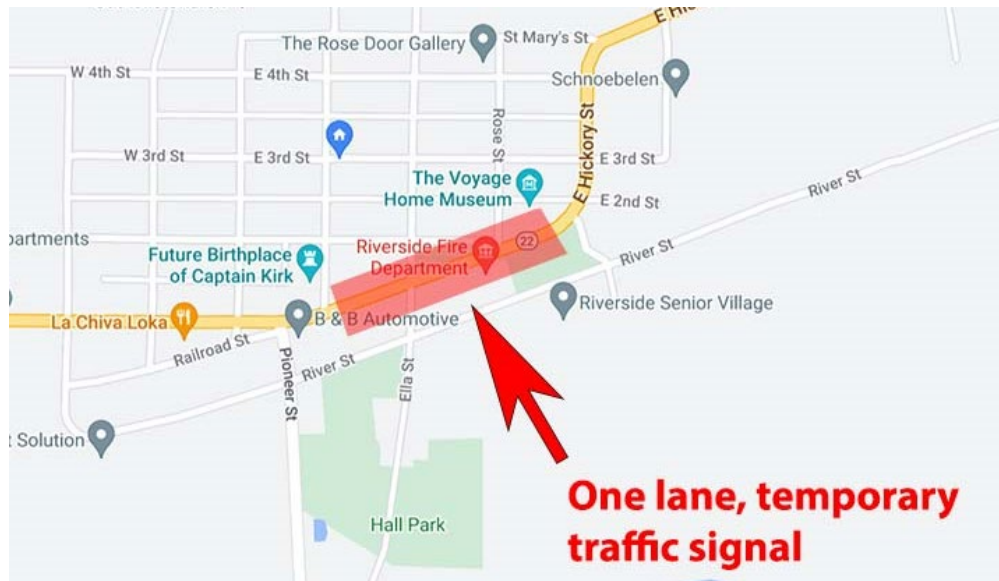 E Hic
St Mary's St
The Rose Door Gallery
Schnoebelen
W 4th St
E 4th St
Rose St
E Hickory St
W 3rd St
E 3rd St
E 3rd St
The Voyage
Home Museum
River St
E 2nd St
partments
Riverside Fire
Department
22
River St
Future Birthplace
of Captain Kirk
Riverside Senior Village
La Chiva Loka
B & B Automotive
Railroad St
River St
Pioneer St
Ella St
Solution
One lane, temporary
traffic signal
Hall Park